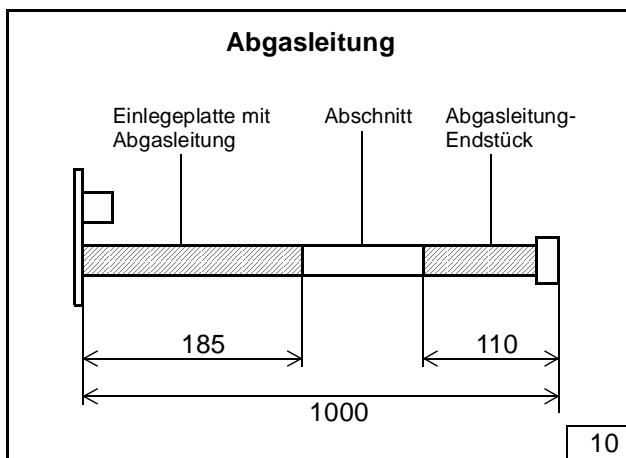 Abgasleitung
Einlegeplatte mit
Abgasleitung
Abschnitt
Abgasleitung-
Endstück
185
110
1000
10